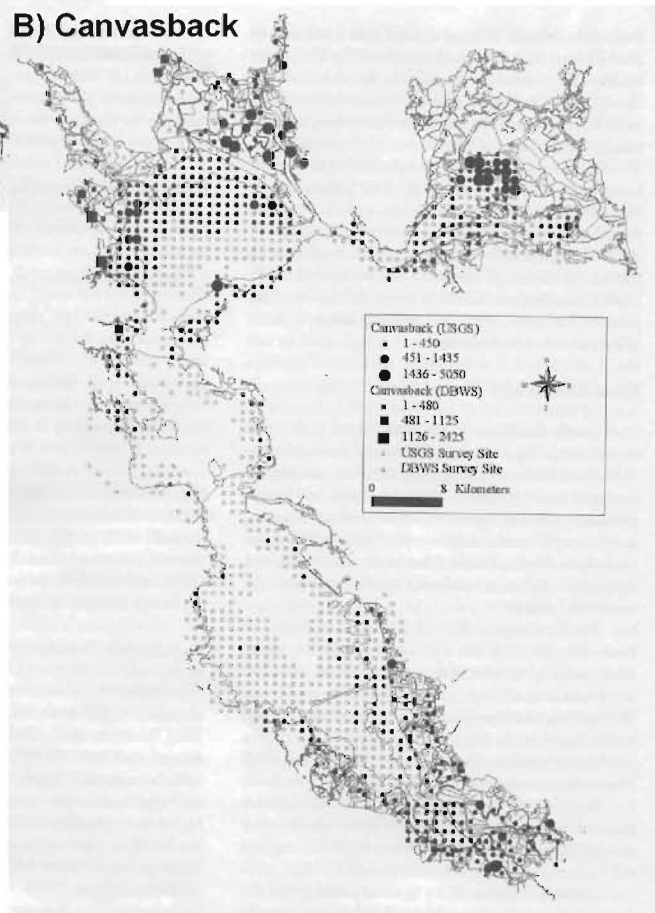 B) Canvasback
Canvasback (USGS)
1 - 450
451 - 1435
1436 - 5050
Canvasback (DBWS)
1 - 480
481 - 1125
1126 - 2425
USGS Survey Site
DBWS Survey Site
0 8 Kilometers